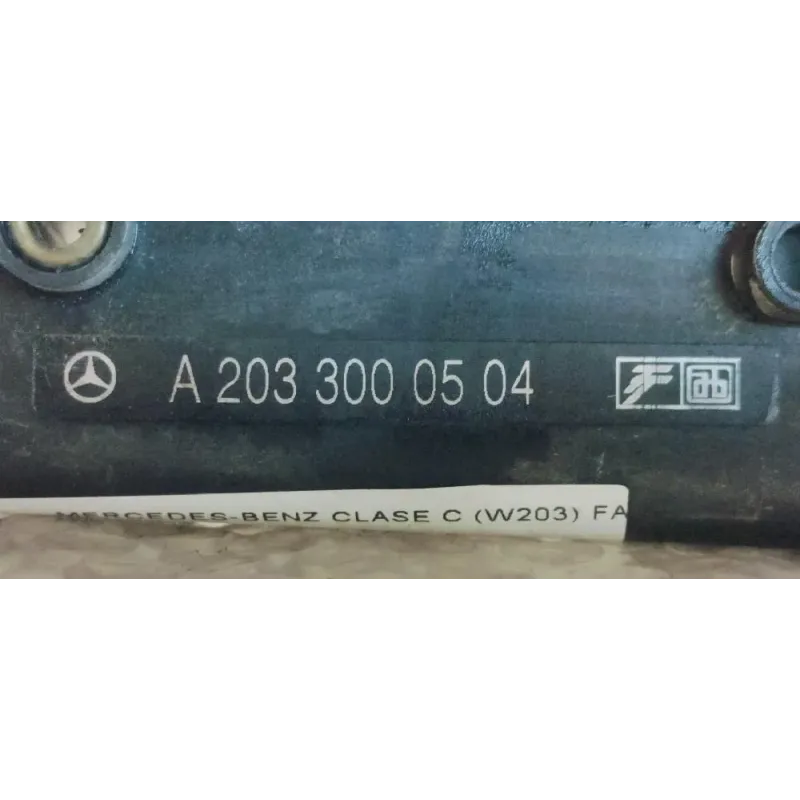 A 203 300 05 04
MERCEDES-BENZ CLASE C (W203) FA